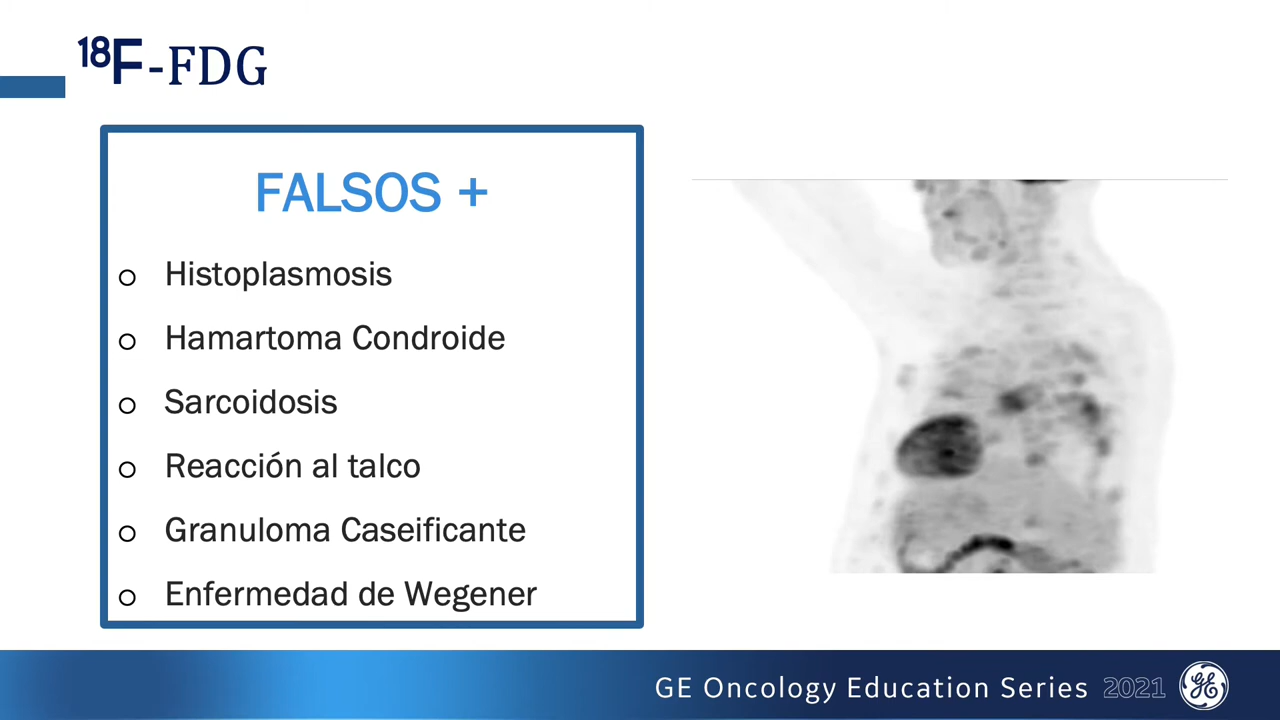 ¹⁸F-FDG
FALSOS +
o Histoplasmosis
o Hamartoma Condroide
o Sarcoidosis
o Reacción al talco
o Granuloma Caseificante
o Enfermedad de Wegener
GE Oncology Education Series 2021
GE